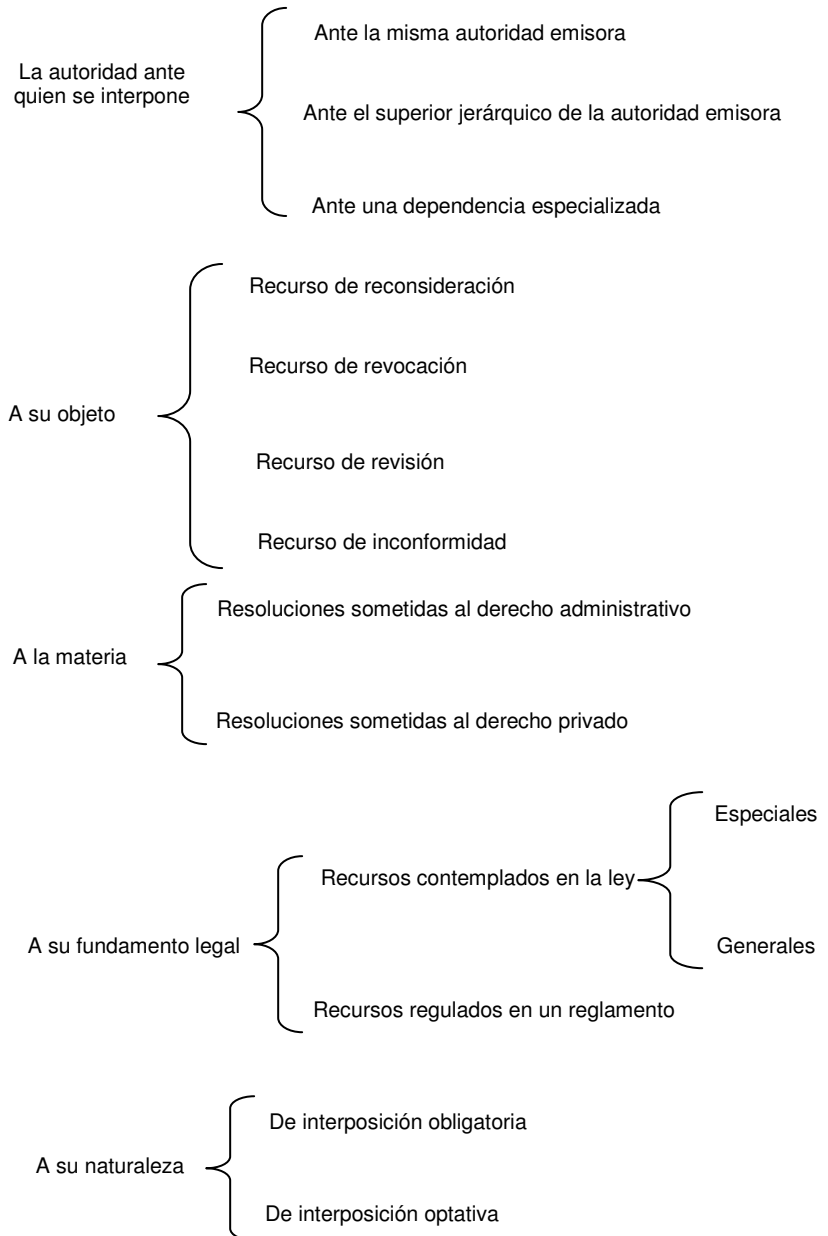 La autoridad ante
quien se interpone
Ante la misma autoridad emisora
Ante el superior jerárquico de la autoridad emisora
Ante una dependencia especializada
A su objeto
Recurso de reconsideración
Recurso de revocación
Recurso de revisión
Recurso de inconformidad
A la materia
Resoluciones sometidas al derecho administrativo
Resoluciones sometidas al derecho privado
A su fundamento legal
Recursos contemplados en la ley
Especiales
Generales
Recursos regulados en un reglamento
A su naturaleza
De interposición obligatoria
De interposición optativa